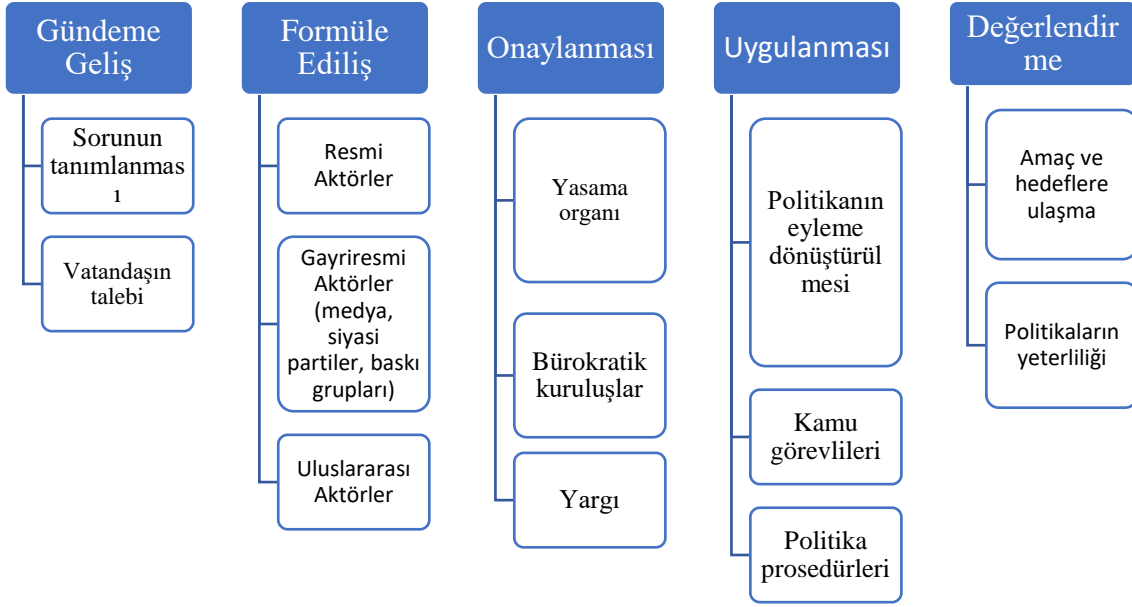 Gündeme
Geliş
Sorunun
tanımlanmas
ı
Vatandaşın
talebi
Formüle
Ediliş
Resmi
Aktörler
Gayriresmi
Aktörler
(medya,
siyasi
partiler, baskı
grupları)
Uluslararası
Aktörler
Onaylanması
Yasama
organı
Bürokratik
kuruluşlar
Yargı
Uygulanması
Politikanın
eyleme
dönüştürül
mesi
Kamu
görevlileri
Politika
prosedürleri
Değerlendir
me
Amaç ve
hedeflere
ulaşma
Politikaların
yeterliliği